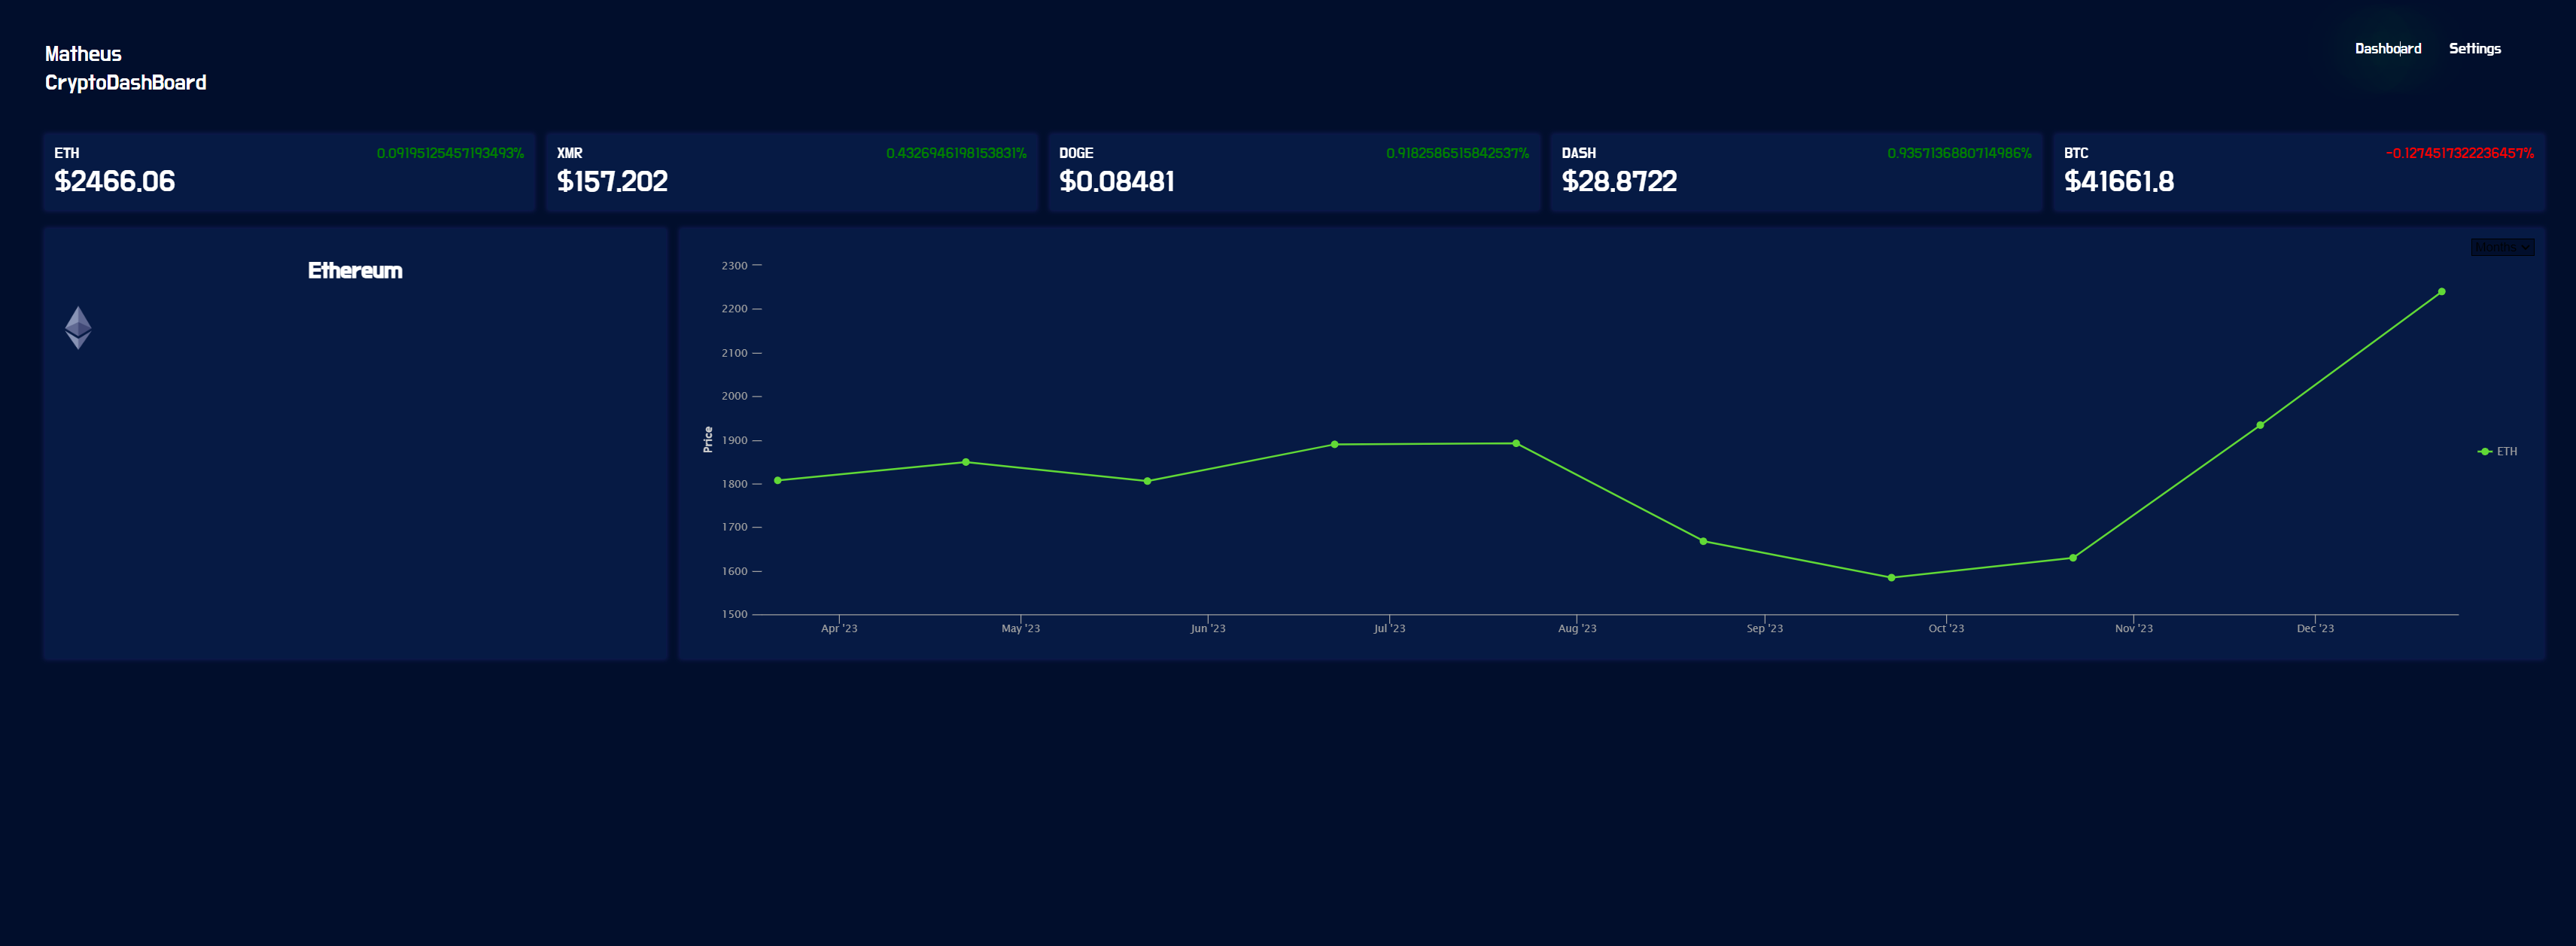 Matheus
CryptoDashBoard
Dashboard Settings
ETH 0.09195125457193493%
$2466.06
XMR 0.4326946198153831%
$157.202
DOGE 0.9182586515842537%
$0.08481
DASH 0.9357136880714986%
$28.8722
BTC -0.1274517322236457%
$41661.8
Ethereum
Months
Price
2300
2200
2100
2000
1900
1800
1700
1600
1500
Apr '23 May '23 Jun '23 Jul '23 Aug '23 Sep '23 Oct '23 Nov '23 Dec '23
ETH